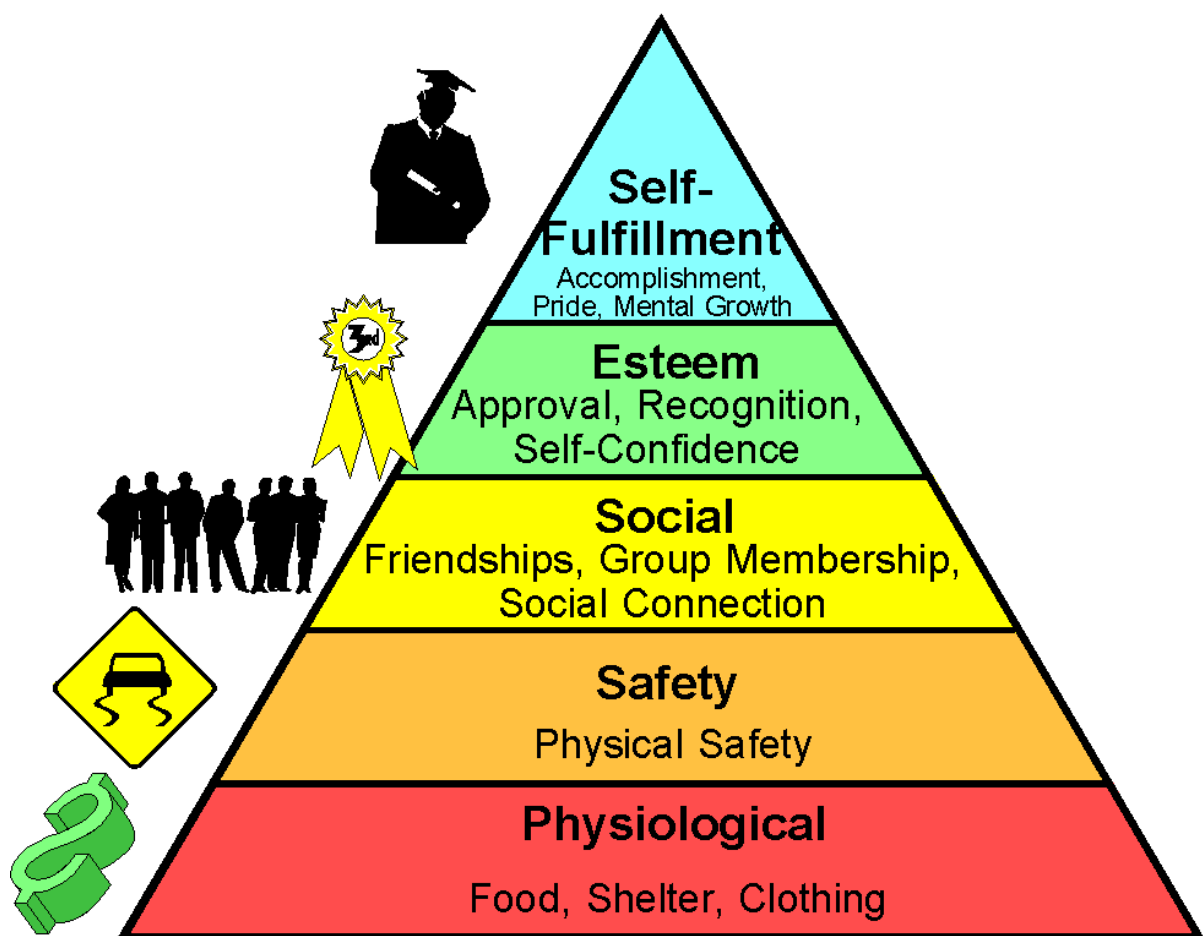 Self-
Fulfillment
Accomplishment,
Pride, Mental Growth
3rd
Esteem
Approval, Recognition,
Self-Confidence
Social
Friendships, Group Membership,
Social Connection
Safety
Physical Safety
Physiological
Food, Shelter, Clothing